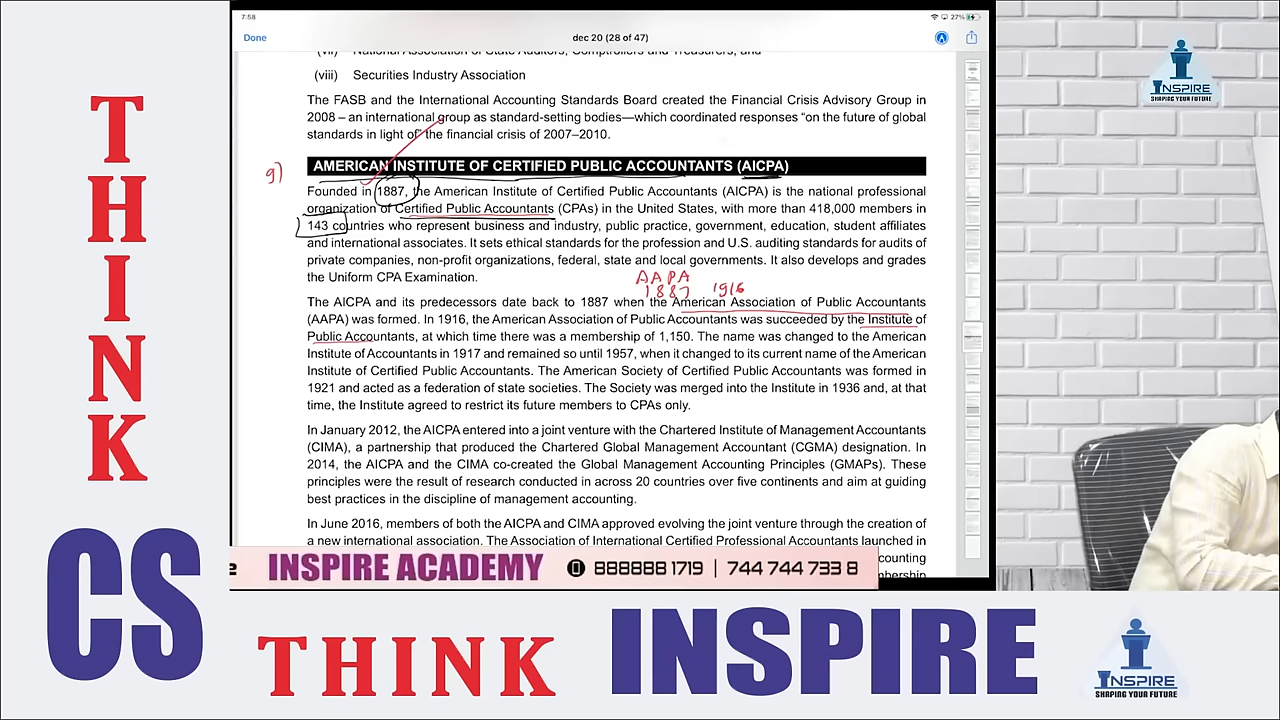 7:58
27%
Done
dec 20 (28 of 47)
(vii) National Association of State Auditors, Comptrollers and Treasurers; and
(viii) Securities Industry Association
The FASB and the International Accounting Standards Board created the Financial Crisis Advisory Group in
2008 – an international group as standard-setting bodies—which coordinated responses "on the future of global
standards in light of financial crisis of 2007–2010.
9)
AMERICAN INSTITUTE OF CERTIFIED PUBLIC ACCOUNTANTS (AICPA)
Founded in 1887, the American Institute of Certified Public Accountants (AICPA) is the national professional
organization of Certified Public Accountants (CPAs) in the United States, with more than 418,000 members in
143 countries who represent business and industry, public practice, government, education, student affiliates
and international associates. It sets ethical standards for the profession and U.S. auditing standards for audits of
private companies, non-profit organizations, federal, state and local governments. It also develops and grades
the Uniform CPA Examination.
AAPA
1887 1916
The AICPA and its predecessors date back to 1887 when the American Association of Public Accountants
(AAPA) was formed. In 1916, the American Association of Public Accountants was succeeded by the Institute of
Public Accountants, at which time there was a membership of 1,150. The name was changed to the American
Institute of Accountants in 1917 and remained so until 1957, when it changed to its current name of the American
Institute of Certified Public Accountants. The American Society of Certified Public Accountants was formed in
1921 and acted as a federation of state societies. The Society was merged into the Institute in 1936 and, at that
time, the Institute agreed to restrict its future members to CPAs only.
In January 2012, the AICPA entered into a joint venture with the Chartered Institute of Management Accountants
(CIMA), a partnership that produced the Chartered Global Management Accountant (CGMA) designation. In
2014, the AICPA and the CIMA co-created the Global Management Accounting Principles (GMAPs). These
principles were the result of research conducted in across 20 countries over five continents and aim at guiding
best practices in the discipline of management accounting.
In June 2016, members of both the AICPA and CIMA approved evolving the joint venture through the creation of
a new international association. The Association of International Certified Professional Accountants launched in
counting
mbership
INSPIRE ACADEMY 888888 1719 | 744 744 733 8
THINK
CS
THINK INSPIRE
INSPIRE
SHAPING YOUR FUTURE
INSPIRE
SHAPING YOUR FUTURE